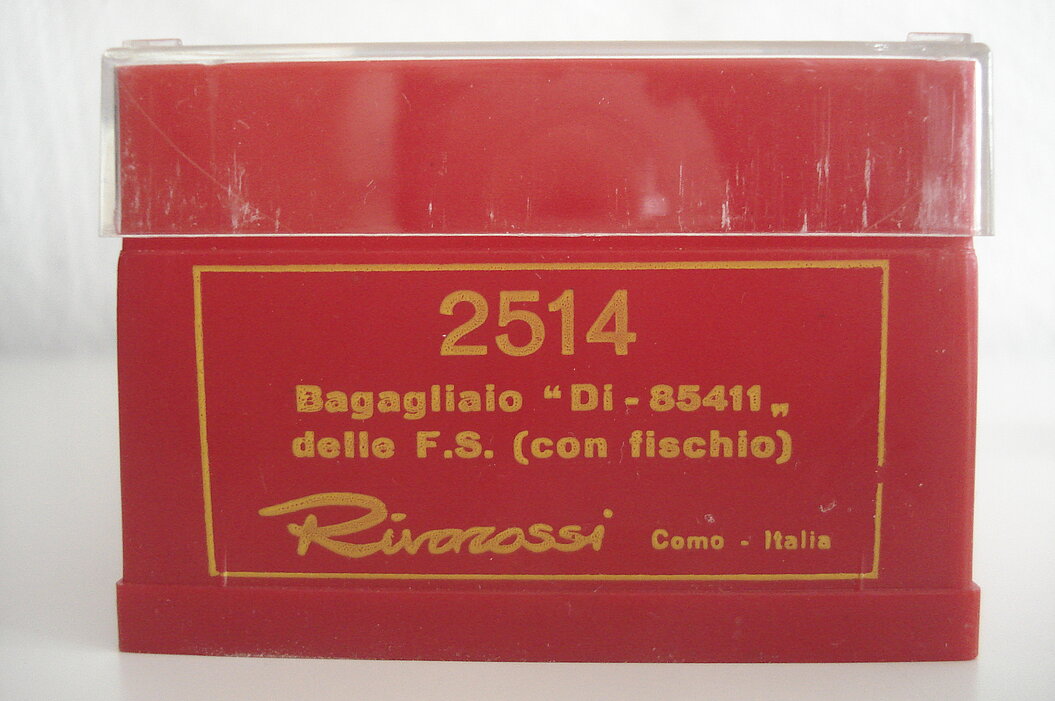 2514
Bagagliaio “Di - 85411„
delle F.S. (con fischio)
Rivarossi Como - Italia